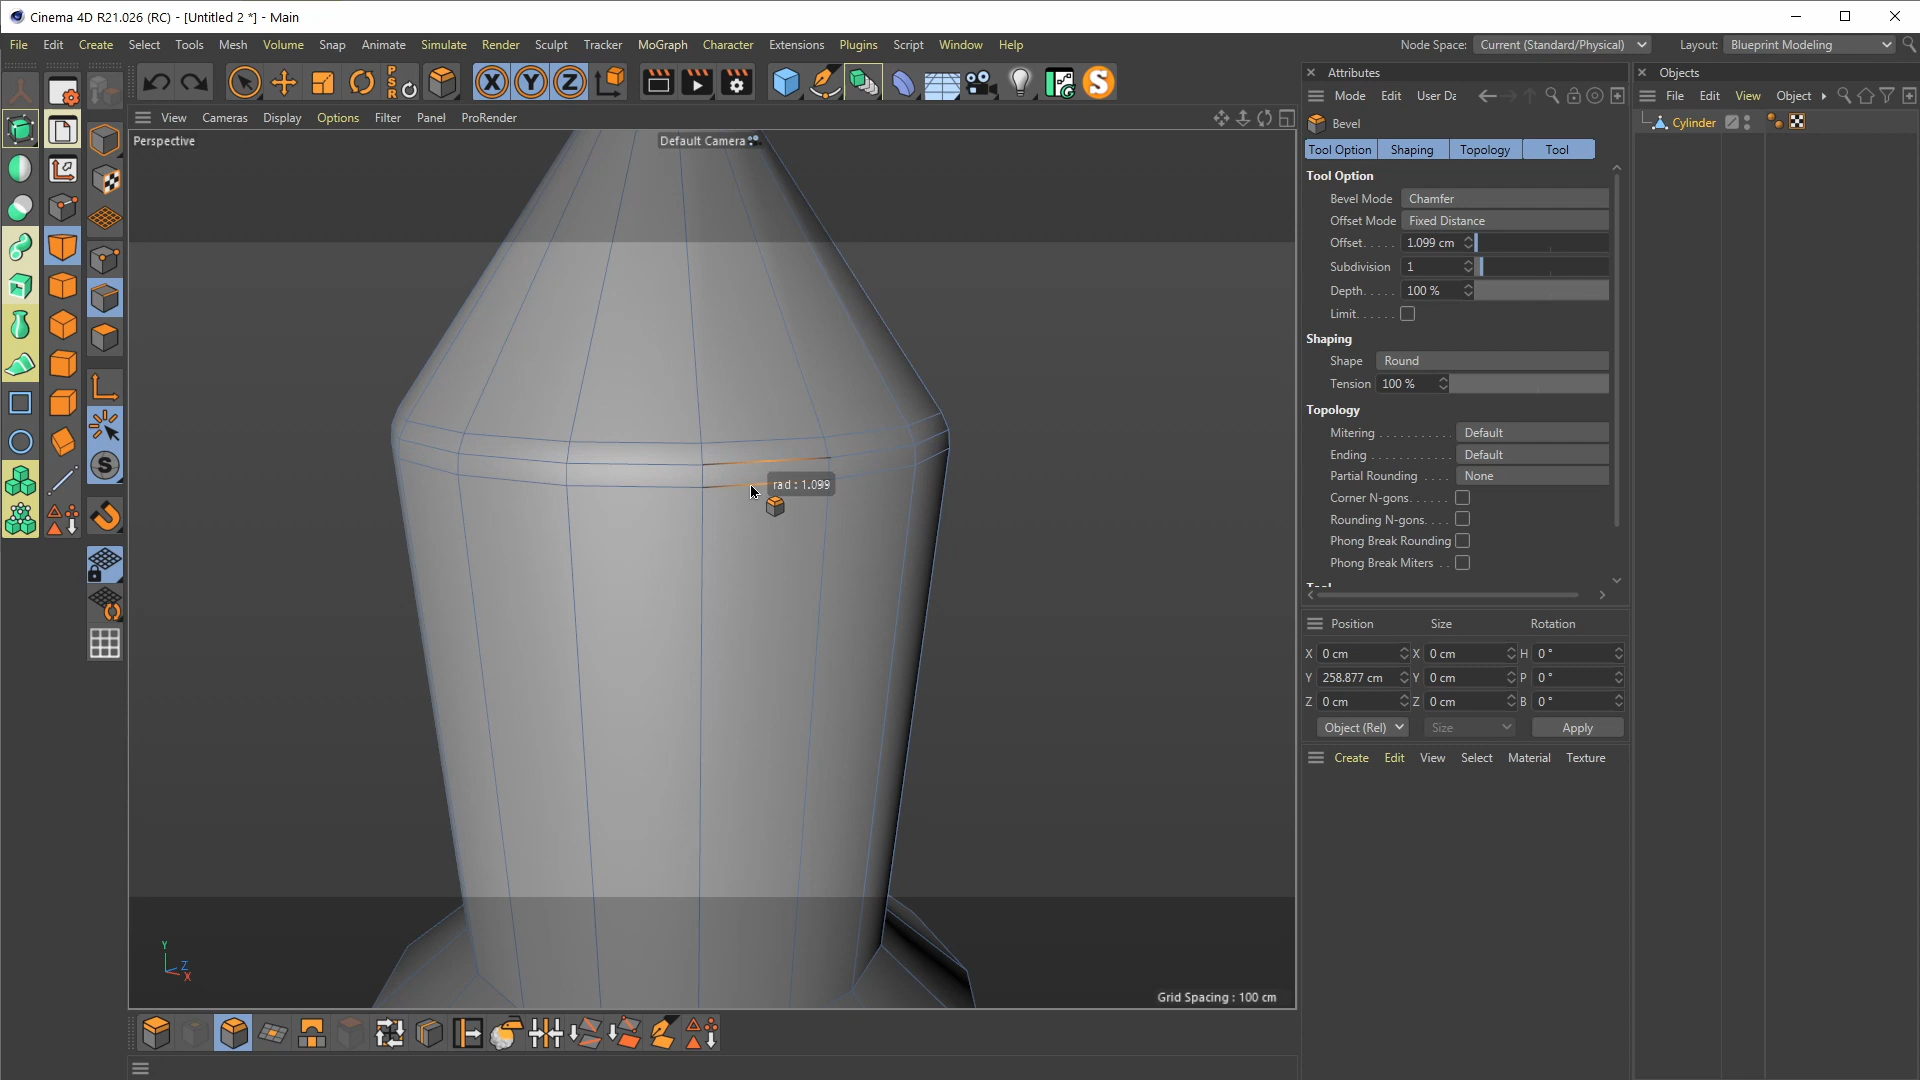 Cinema 4D R21.026 (RC) - [Untitled 2 *] - Main
File Edit Create Select Tools Mesh Volume Snap Animate Simulate Render Sculpt Tracker MoGraph Character Extensions Plugins Script Window Help
Node Space: Current (Standard/Physical) Layout: Blueprint Modeling
P S R X Y Z S
View Cameras Display Options Filter Panel ProRender
Perspective
Default Camera
rad : 1.099
Y
Z
X
Grid Spacing : 100 cm
S
Attributes
Mode Edit User Da
Bevel
Tool Option Shaping Topology Tool
Tool Option
Bevel Mode Chamfer
Offset Mode Fixed Distance
Offset. . . . . 1.099 cm
Subdivision 1
Depth. . . . . 100 %
Limit. . . . . .
Shaping
Shape Round
Tension 100 %
Topology
Mitering . . . . . . . . . . . Default
Ending. . . . . . . . . . . . Default
Partial Rounding . . . . None
Corner N-gons. . . . . .
Rounding N-gons. . . .
Phong Break Rounding
Phong Break Miters . .
Tool
Position Size Rotation
X 0 cm X 0 cm H 0 °
Y 258.877 cm Y 0 cm P 0 °
Z 0 cm Z 0 cm B 0 °
Object (Rel) Size Apply
Create Edit View Select Material Texture
Objects
File Edit View Object
Cylinder